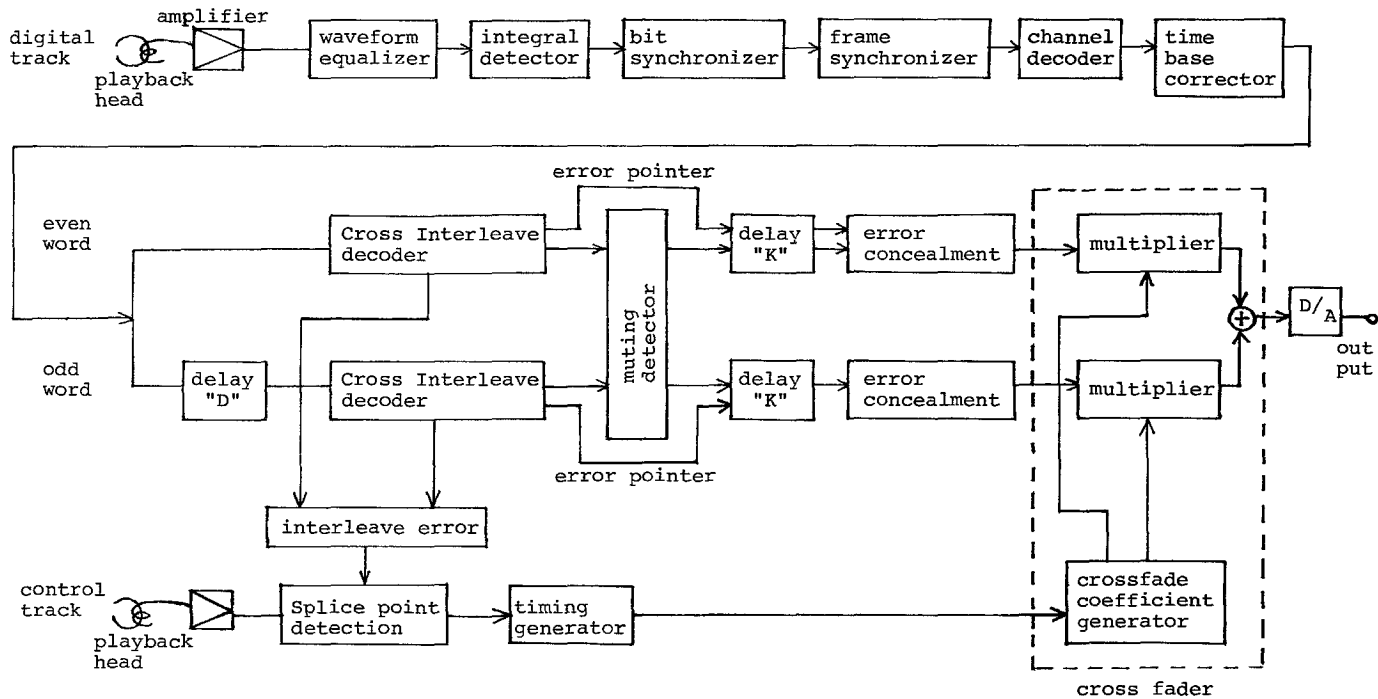 amplifier
digital
track
playback
head
waveform
equalizer
integral
detector
bit
synchronizer
frame
synchronizer
channel
decoder
time
base
corrector
error pointer
even
word
Cross Interleave
decoder
muting
detector
delay
"K"
error
concealment
multiplier
D/A
out
put
odd
word
delay
"D"
Cross Interleave
decoder
delay
"K"
error
concealment
multiplier
error pointer
interleave error
control
track
playback
head
Splice point
detection
timing
generator
crossfade
coefficient
generator
cross fader